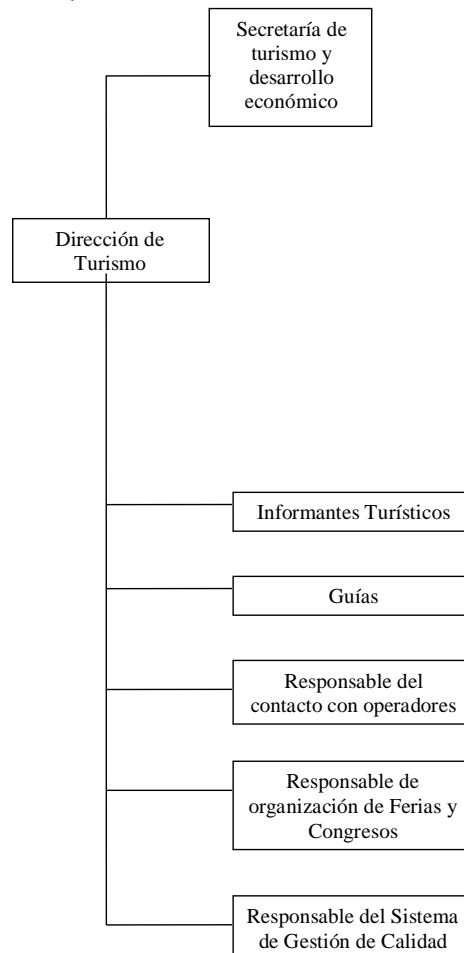 Secretaría de
turismo y
desarrollo
económico
Dirección de
Turismo
Informantes Turísticos
Guías
Responsable del
contacto con operadores
Responsable de
organización de Ferias y
Congresos
Responsable del Sistema
de Gestión de Calidad